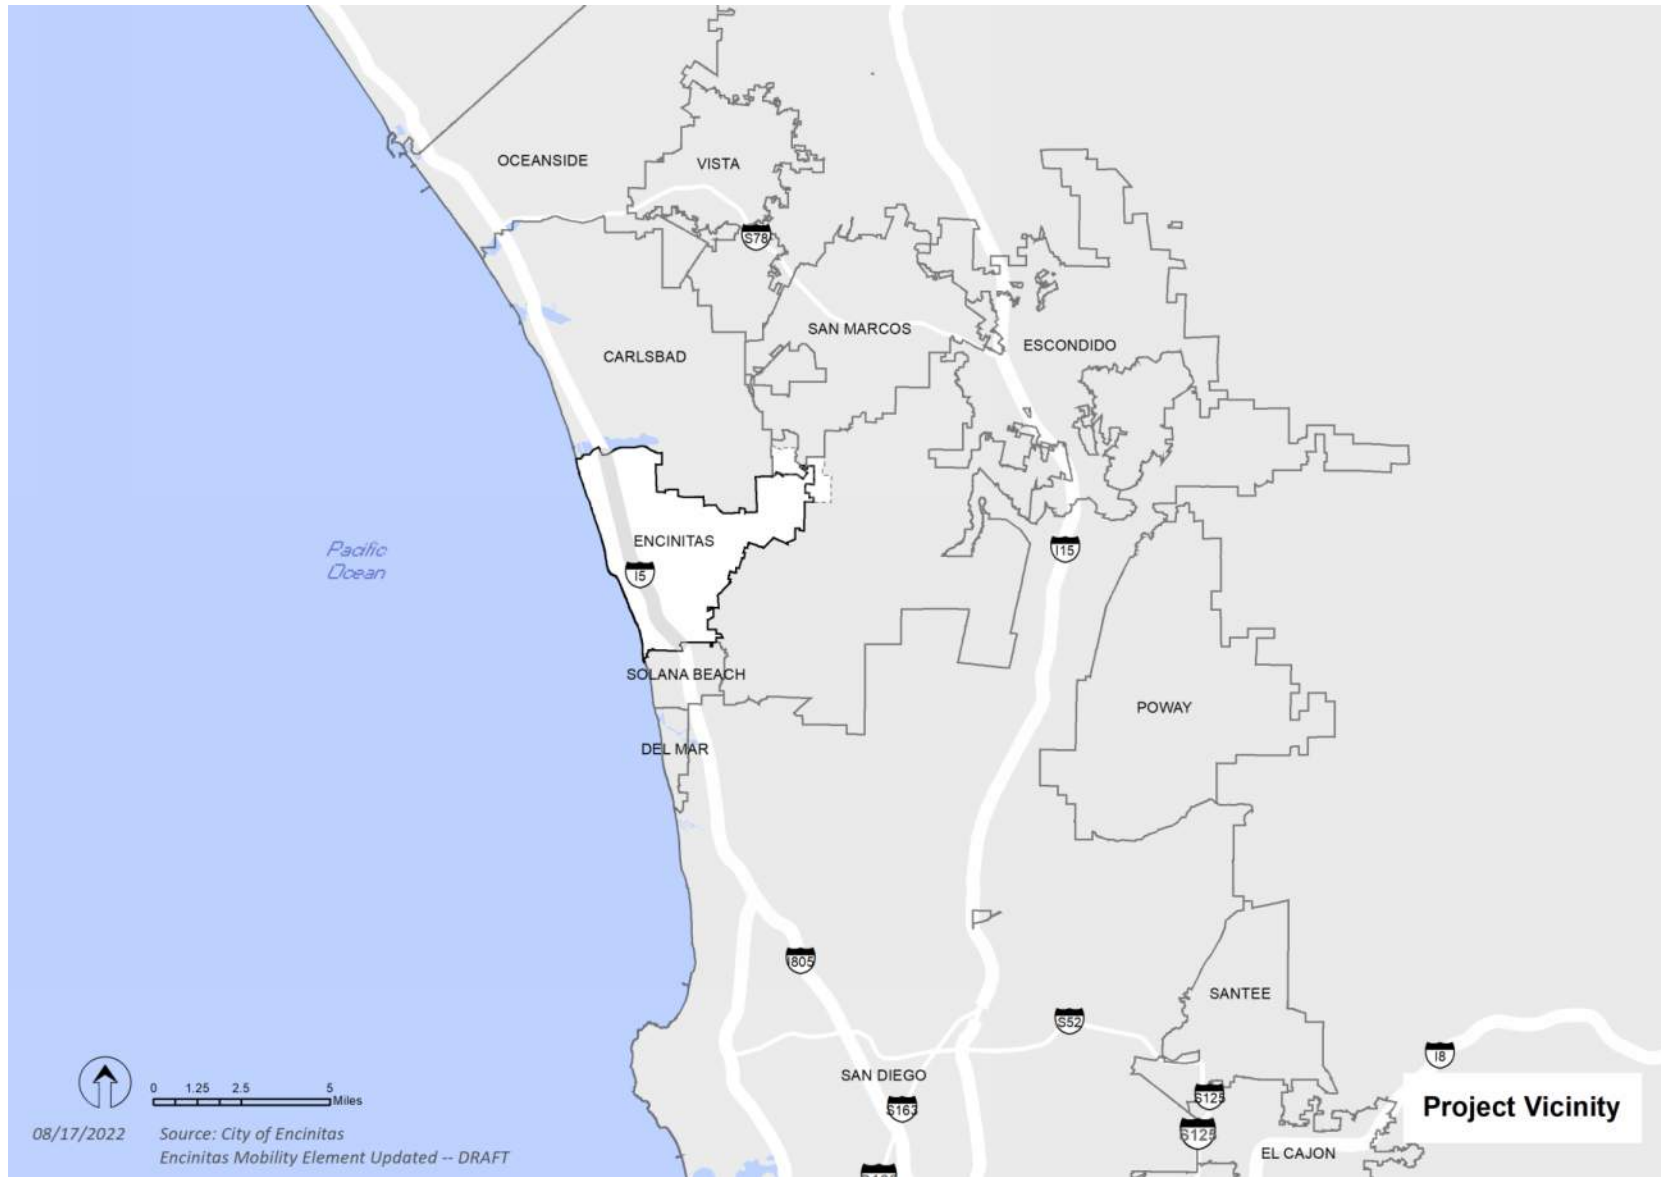 OCEANSIDE
VISTA
S78
SAN MARCOS
ESCONDIDO
CARLSBAD
ENCINITAS
Pacific
Ocean
I15
I5
SOLANA BEACH
POWAY
DEL MAR
I805
SANTEE
S52
I8
SAN DIEGO
S163
S125
S125
EL CAJON
Project Vicinity
0 1.25 2.5 5
Miles
08/17/2022
Source: City of Encinitas
Encinitas Mobility Element Updated -- DRAFT